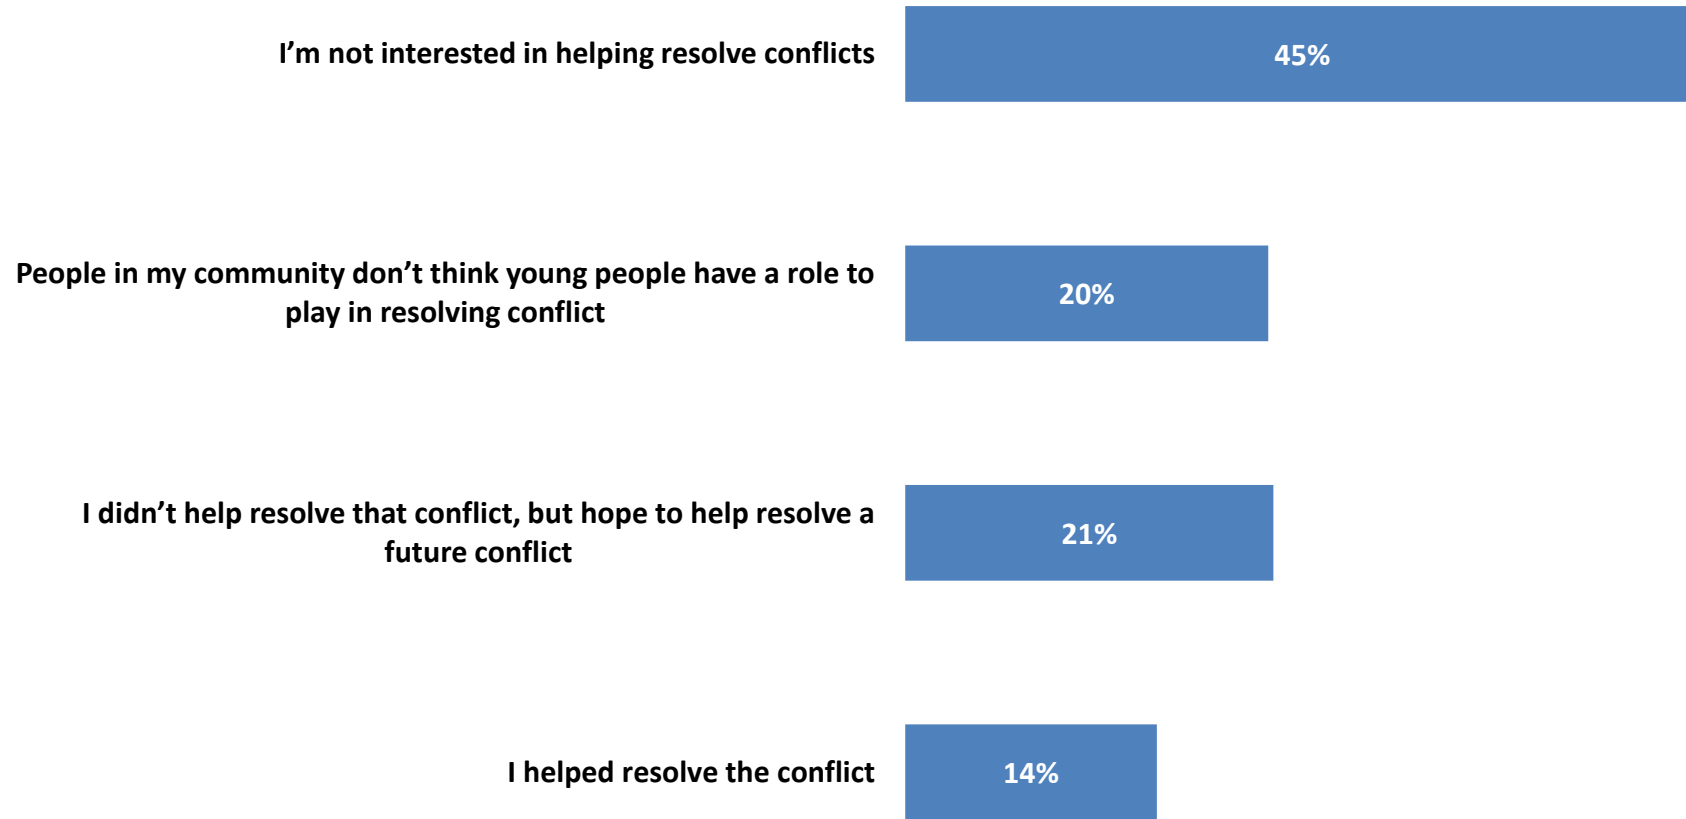 I’m not interested in helping resolve conflicts
45%
People in my community don’t think young people have a role to
play in resolving conflict
20%
I didn’t help resolve that conflict, but hope to help resolve a
future conflict
21%
I helped resolve the conflict
14%